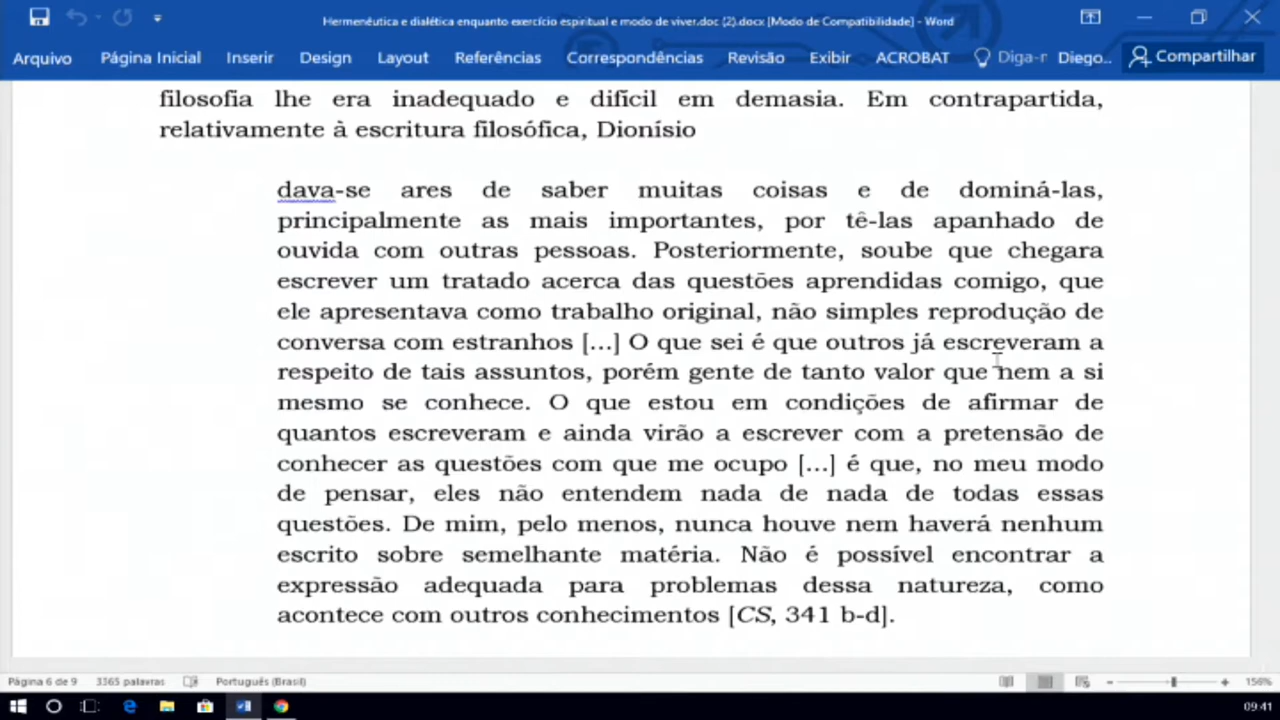 Hermenêutica e dialética enquanto exercício espiritual e modo de viver.doc (2).docx [Modo de Compatibilidade] - Word
Arquivo Página Inicial Inserir Design Layout Referências Correspondências Revisão Exibir ACROBAT Diga-r Diego... Compartilhar
filosofia lhe era inadequado e difícil em demasia. Em contrapartida,
relativamente à escritura filosófica, Dionísio
dava-se ares de saber muitas coisas e de dominá-las,
principalmente as mais importantes, por tê-las apanhado de
ouvida com outras pessoas. Posteriormente, soube que chegara
escrever um tratado acerca das questões aprendidas comigo, que
ele apresentava como trabalho original, não simples reprodução de
conversa com estranhos [...] O que sei é que outros já escreveram a
respeito de tais assuntos, porém gente de tanto valor que nem a si
mesmo se conhece. O que estou em condições de afirmar de
quantos escreveram e ainda virão a escrever com a pretensão de
conhecer as questões com que me ocupo [...] é que, no meu modo
de pensar, eles não entendem nada de nada de todas essas
questões. De mim, pelo menos, nunca houve nem haverá nenhum
escrito sobre semelhante matéria. Não é possível encontrar a
expressão adequada para problemas dessa natureza, como
acontece com outros conhecimentos [CS, 341 b-d].
Página 6 de 9 3365 palavras Português (Brasil) 156%
09:41